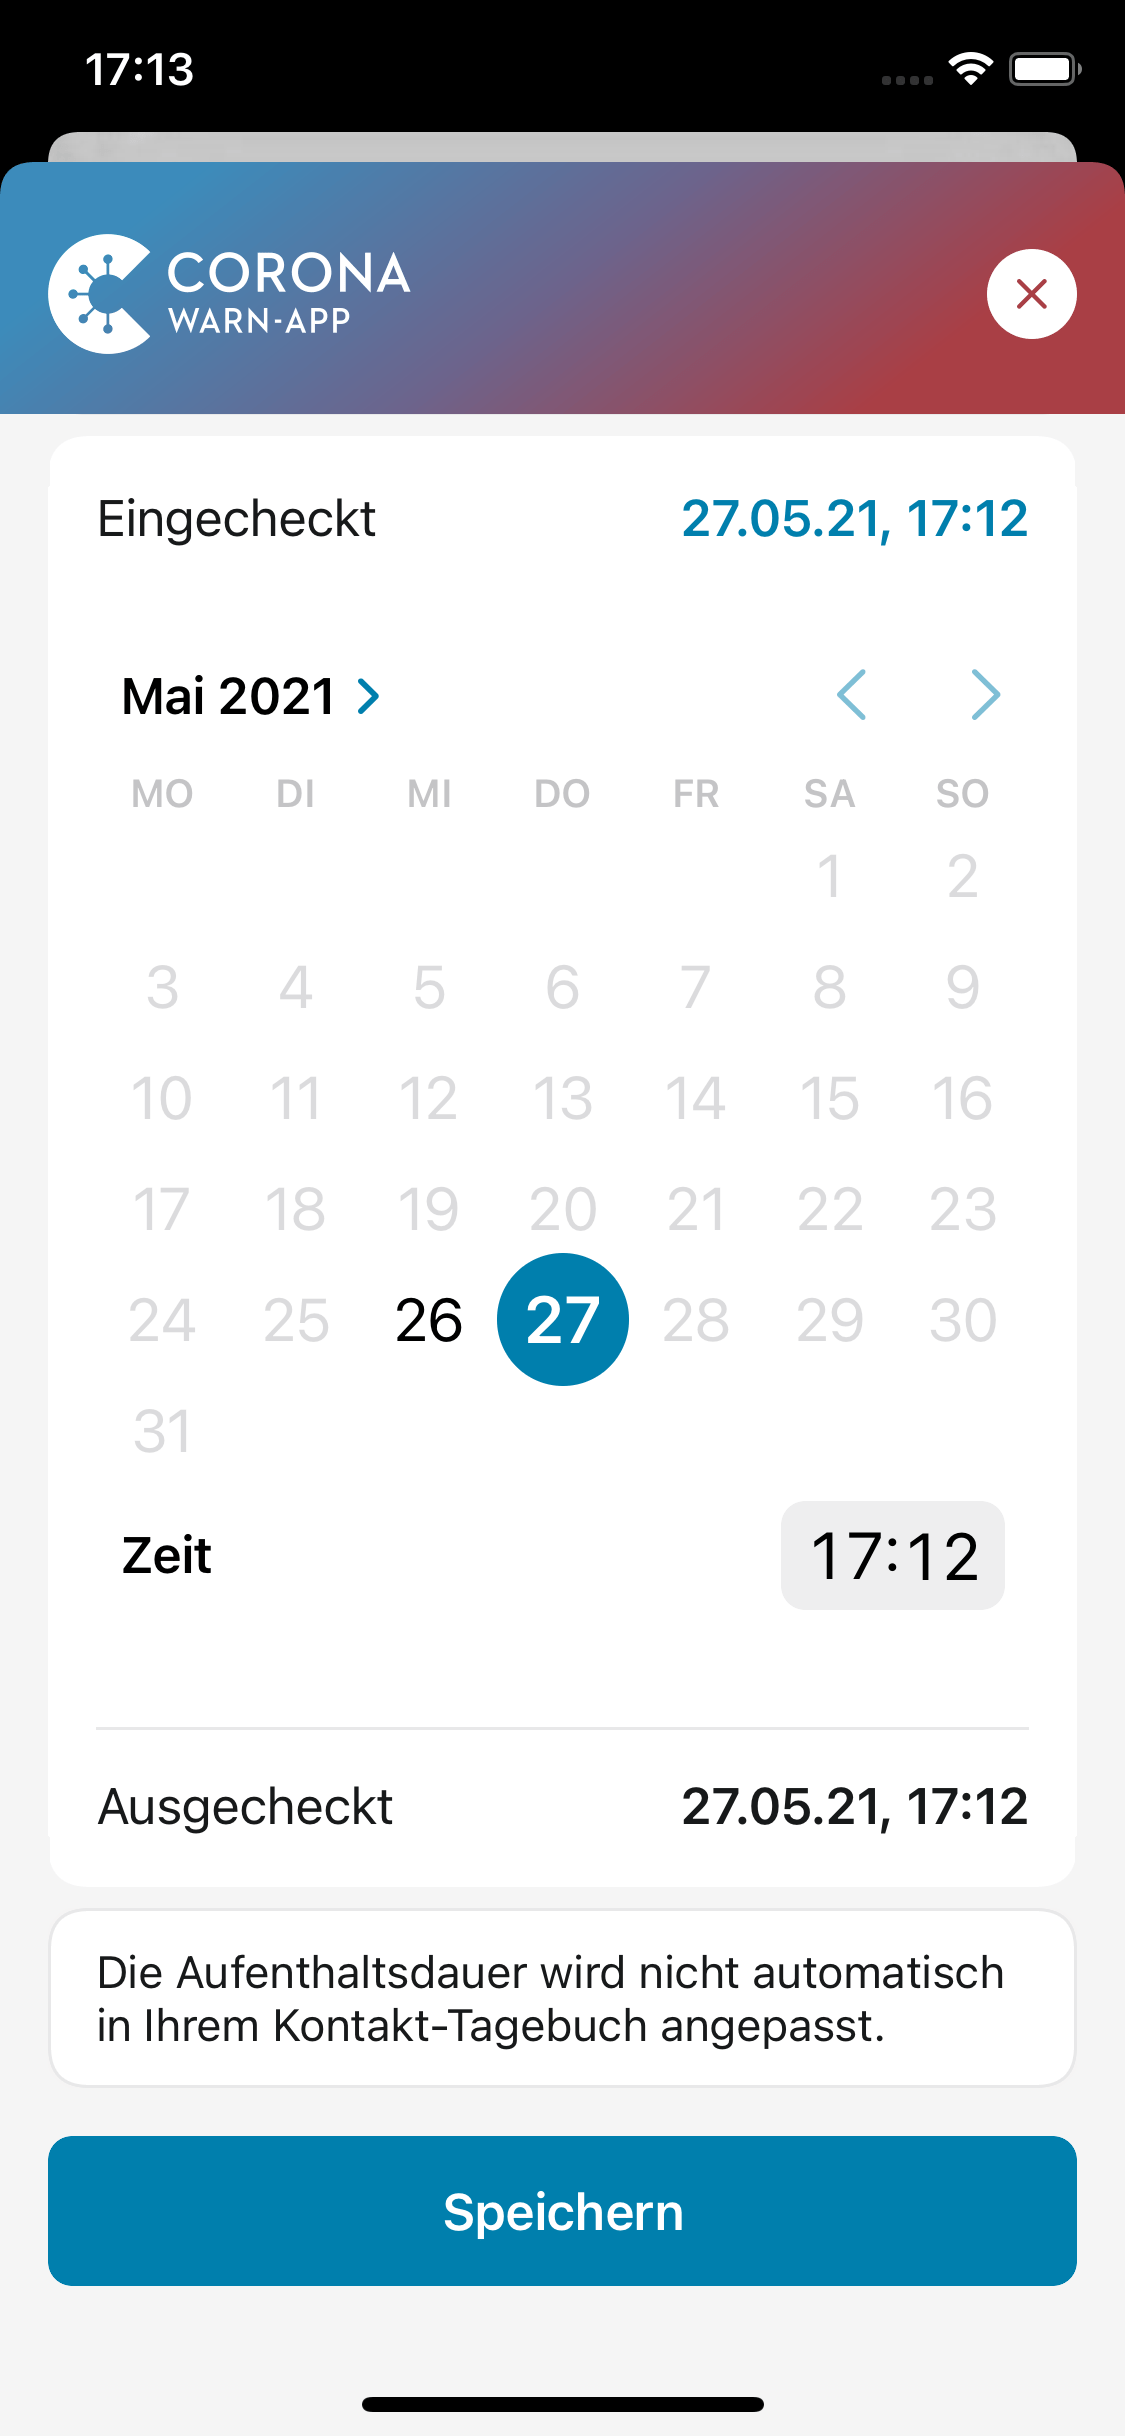 17:13
CORONA
WARN-APP
Eingecheckt 27.05.21, 17:12
Mai 2021
MO DI MI DO FR SA SO
1 2
3 4 5 6 7 8 9
10 11 12 13 14 15 16
17 18 19 20 21 22 23
24 25 26 27 28 29 30
31
Zeit 17:12
Ausgecheckt 27.05.21, 17:12
Die Aufenthaltsdauer wird nicht automatisch
in Ihrem Kontakt-Tagebuch angepasst.
Speichern